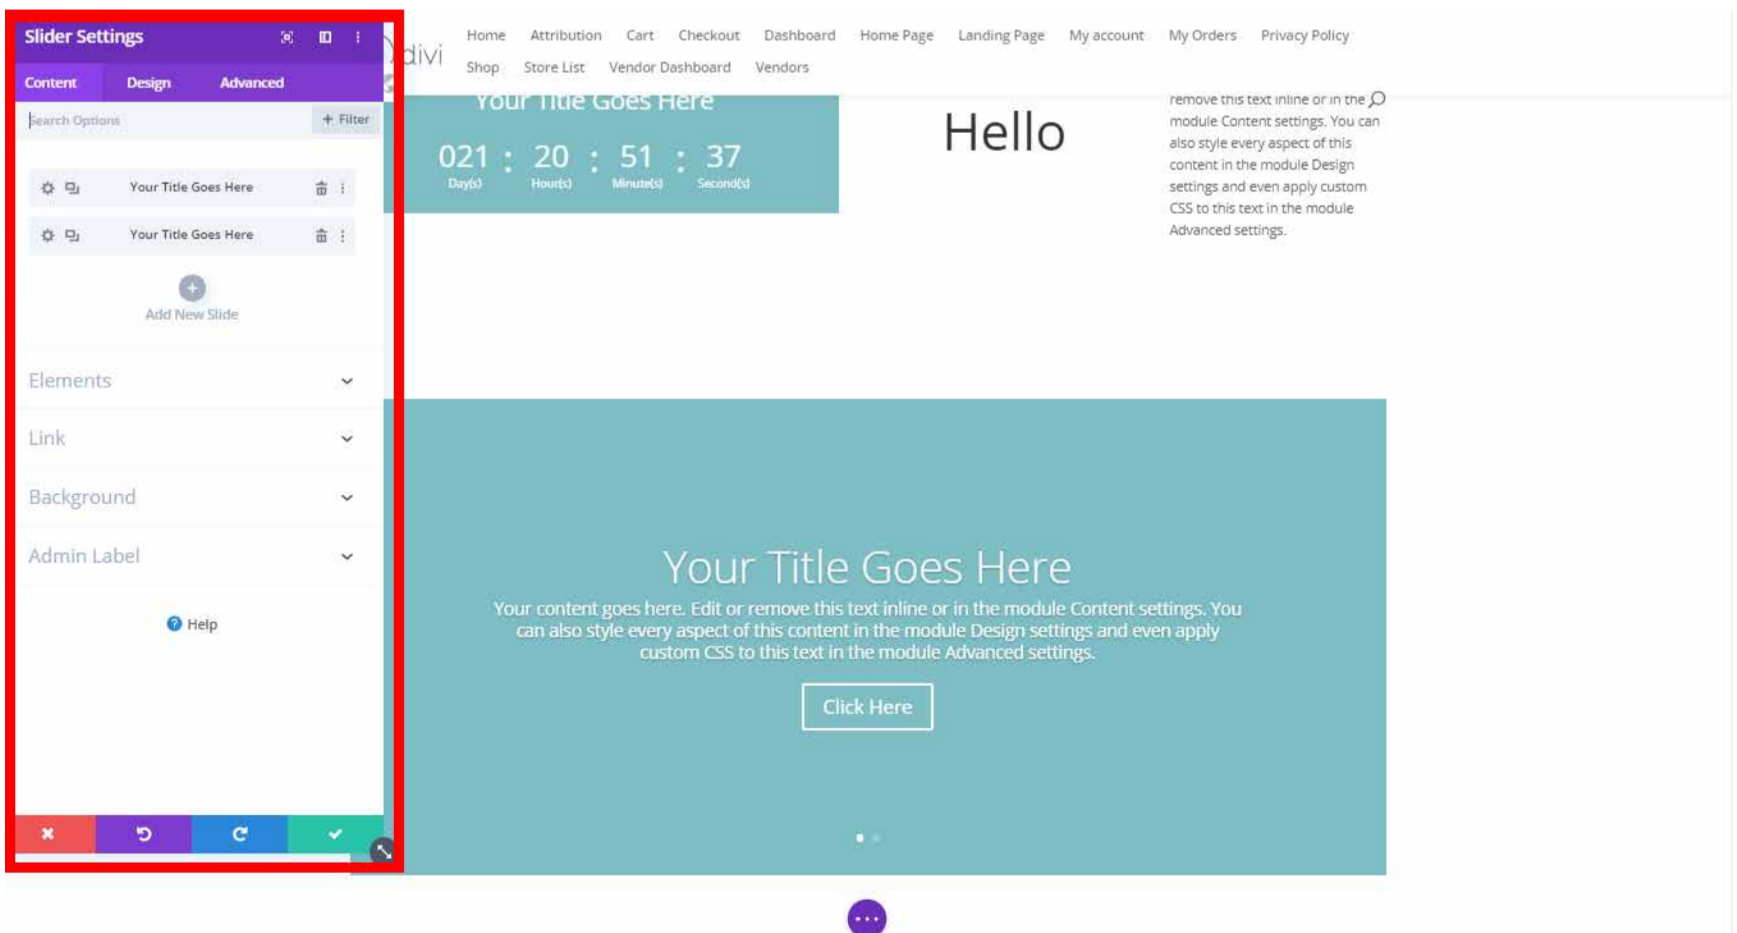 Slider Settings
Content Design Advanced
Search Options
+ Filter
Your Title Goes Here
Your Title Goes Here
Add New Slide
Elements
Link
Background
Admin Label
? Help
divi
Home Attribution Cart Checkout Dashboard Home Page Landing Page My account My Orders Privacy Policy
Shop Store List Vendor Dashboard Vendors
Your Title Goes Here
021 : 20 : 51 : 37
Day(s) Hour(s) Minute(s) Second(s)
Hello
remove this text inline or in the
module Content settings. You can
also style every aspect of this
content in the module Design
settings and even apply custom
CSS to this text in the module
Advanced settings.
Your Title Goes Here
Your content goes here. Edit or remove this text inline or in the module Content settings. You
can also style every aspect of this content in the module Design settings and even apply
custom CSS to this text in the module Advanced settings.
Click Here